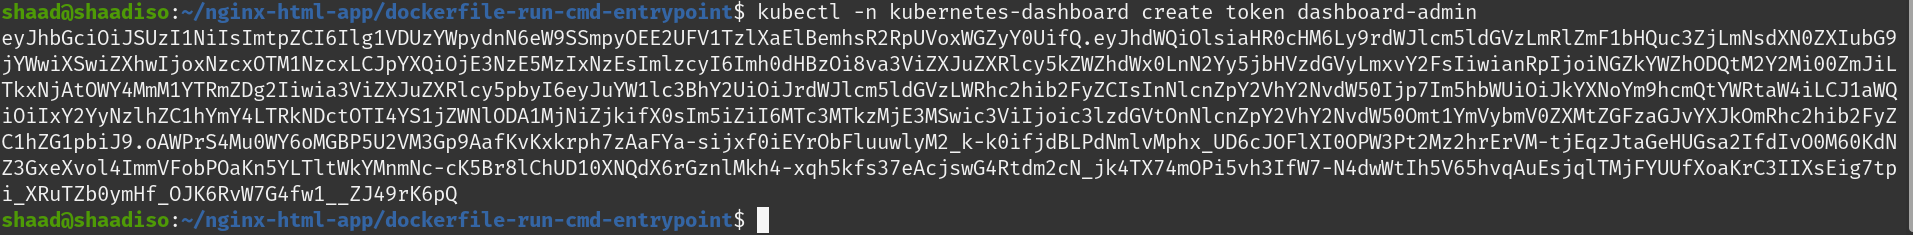 shaad@shaadiso:~/nginx-html-app/dockerfile-run-cmd-entrypoint$ kubectl -n kubernetes-dashboard create token dashboard-admin
eyJhbGciOiJSUzI1NiIsImtpZCI6Ilg1VDUzYWpydnN6eW9SSmpyOEE2UFV1TzlXaElBemhsR2RpUVoxWGZyY0UifQ.eyJhdWQiOlsiaHR0cHM6Ly9rdWJlcm5ldGVzLmRlZmF1bHQuc3ZjLmNsdXN0ZXIubG9
jYWwiXSwiZXhwIjoxNzcxOTM1NzcxLCJpYXQiOjE3NzE5MzIxNzEsImlzcyI6Imh0dHBzOi8va3ViZXJuZXRlcy5kZWZhdWx0LnN2Yy5jbHVzdGVyLmxvY2FsIiwianRpIjoiNGZkYWZhODQtM2Y2Mi00ZmJiL
TkxNjAtOWY4MmM1YTRmZDg2Iiwia3ViZXJuZXRlcy5pbyI6eyJuYW1lc3BhY2UiOiJrdWJlcm5ldGVzLWRhc2hib2FyZCIsInNlcnZpY2VhY2NvdW50Ijp7Im5hbWUiOiJkYXNoYm9hcmQtYWRtaW4iLCJ1aWQ
iOiIxY2YyNzlhZC1hYmY4LTRkNDctOTI4YS1jZWNlODA1MjNiZjkifX0sIm5iZiI6MTc3MTkzMjE3MSwic3ViIjoic3lzdGVtOnNlcnZpY2VhY2NvdW50Omt1YmVybmV0ZXMtZGFzaGJvYXJkOmRhc2hib2FyZ
C1hZG1pbiJ9.oAWPrS4Mu0WY6oMGBP5U2VM3Gp9AafKvKxkrph7zAaFYa-sijxf0iEYrObFluuwlyM2_k-k0ifjdBLPdNmlvMphx_UD6cJOFlXI0OPW3Pt2Mz2hrErVM-tjEqzJtaGeHUGsa2IfdIvO0M60KdN
Z3GxeXvol4ImmVFobPOaKn5YLTltWkYMnmNc-cK5Br8lChUD10XNQdX6rGznlMkh4-xqh5kfs37eAcjswG4Rtdm2cN_jk4TX74mOPi5vh3IfW7-N4dwWtIh5V65hvqAuEsjqlTMjFYUUfXoaKrC3IIXsEig7tp
i_XRuTZb0ymHf_OJK6RvW7G4fw1__ZJ49rK6pQ
shaad@shaadiso:~/nginx-html-app/dockerfile-run-cmd-entrypoint$